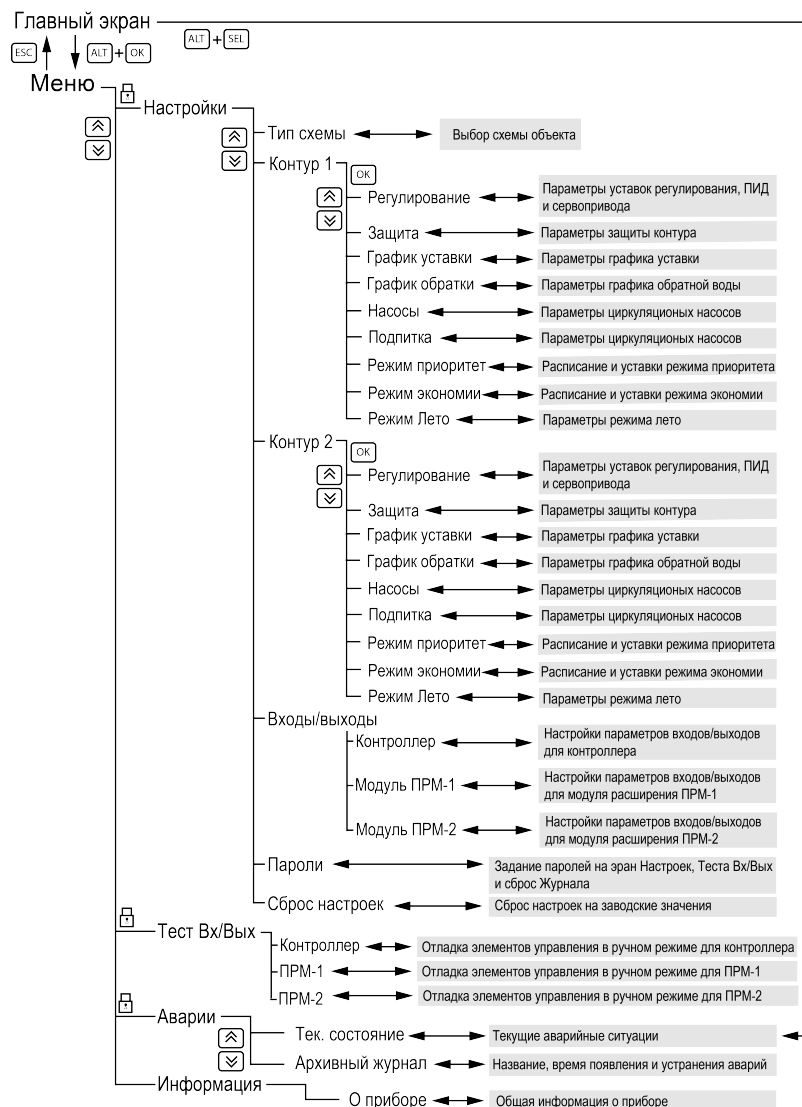 Главный экран
ESC ALT + OK ALT + SEL
Меню
Настройки
Тип схемы Выбор схемы объекта
Контур 1
OK
Регулирование Параметры уставок регулирования, ПИД
и сервопривода
Защита Параметры защиты контура
График уставки Параметры графика уставки
График обратки Параметры графика обратной воды
Насосы Параметры циркуляционых насосов
Подпитка Параметры циркуляционых насосов
Режим приоритет Расписание и уставки режима приоритета
Режим экономии Расписание и уставки режима экономии
Режим Лето Параметры режима лето
Контур 2
OK
Регулирование Параметры уставок регулирования, ПИД
и сервопривода
Защита Параметры защиты контура
График уставки Параметры графика уставки
График обратки Параметры графика обратной воды
Насосы Параметры циркуляционых насосов
Подпитка Параметры циркуляционых насосов
Режим приоритет Расписание и уставки режима приоритета
Режим экономии Расписание и уставки режима экономии
Режим Лето Параметры режима лето
Входы/выходы
Контроллер Настройки параметров входов/выходов
для контроллера
Модуль ПРМ-1 Настройки параметров входов/выходов
для модуля расширения ПРМ-1
Модуль ПРМ-2 Настройки параметров входов/выходов
для модуля расширения ПРМ-2
Пароли Задание паролей на эран Настроек, Теста Вх/Вых
и сброс Журнала
Сброс настроек Сброс настроек на заводские значения
Тест Вх/Вых
Контроллер Отладка элементов управления в ручном режиме для контроллера
ПРМ-1 Отладка элементов управления в ручном режиме для ПРМ-1
ПРМ-2 Отладка элементов управления в ручном режиме для ПРМ-2
Аварии
Тек. состояние Текущие аварийные ситуации
Архивный журнал Название, время появления и устранения аварий
Информация
О приборе Общая информация о приборе